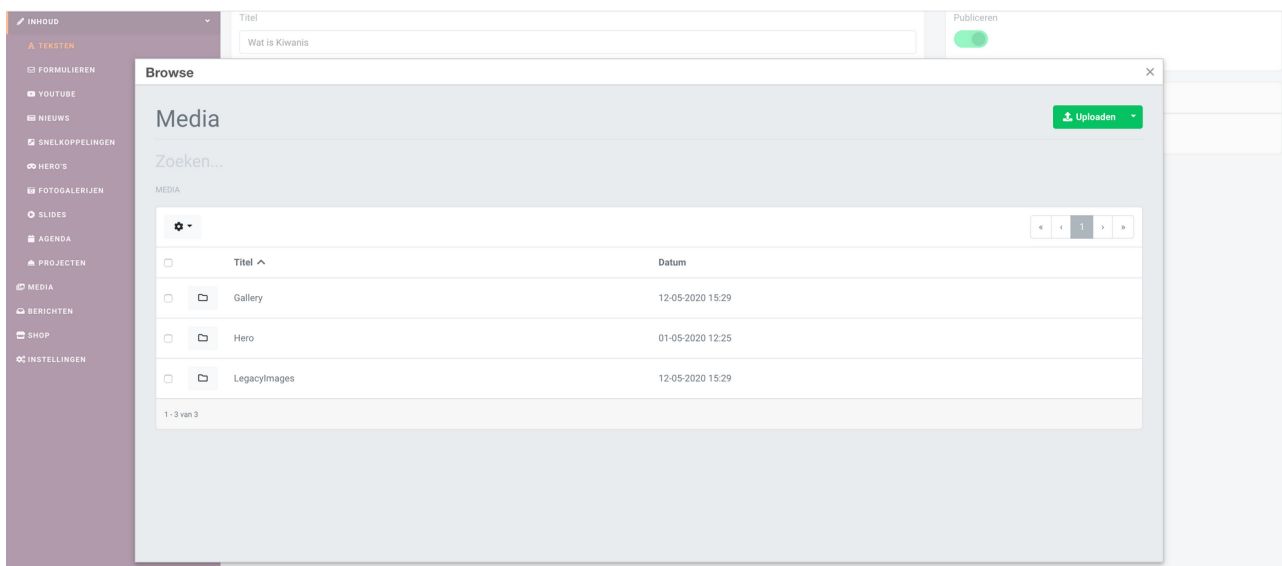 INHOUD
TEKSTEN
FORMULIEREN
YOUTUBE
NIEUWS
SNELKOPPELINGEN
HERO'S
FOTOGALERIJEN
SLIDES
AGENDA
PROJECTEN
MEDIA
BERICHTEN
SHOP
INSTELLINGEN
Titel
Wat is Kiwanis
Publiceren
Browse
Media
Uploaden
Zoeken...
MEDIA
« ‹ 1 › »
Titel Datum
Gallery 12-05-2020 15:29
Hero 01-05-2020 12:25
LegacyImages 12-05-2020 15:29
1 - 3 van 3